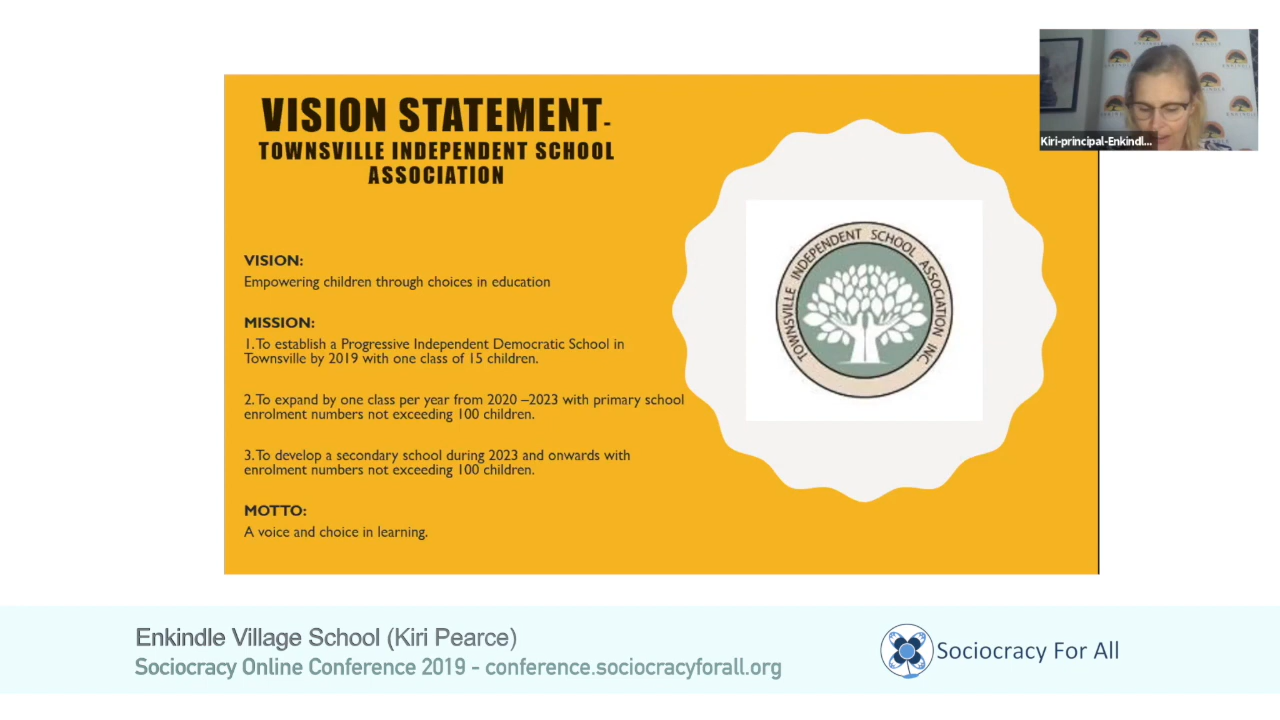 VISION STATEMENT-
TOWNSVILLE INDEPENDENT SCHOOL
ASSOCIATION
VISION:
Empowering children through choices in education
MISSION:
1.To establish a Progressive Independent Democratic School in
Townsville by 2019 with one class of 15 children.
2.To expand by one class per year from 2020 –2023 with primary school
enrolment numbers not exceeding 100 children.
3.To develop a secondary school during 2023 and onwards with
enrolment numbers not exceeding 100 children.
MOTTO:
A voice and choice in learning.
TOWNSVILLE INDEPENDENT SCHOOL ASSOCIATION INC.
Kiri-principal-Enkindl...
Enkindle Village School (Kiri Pearce)
Sociocracy Online Conference 2019 - conference.sociocracyforall.org
Sociocracy For All